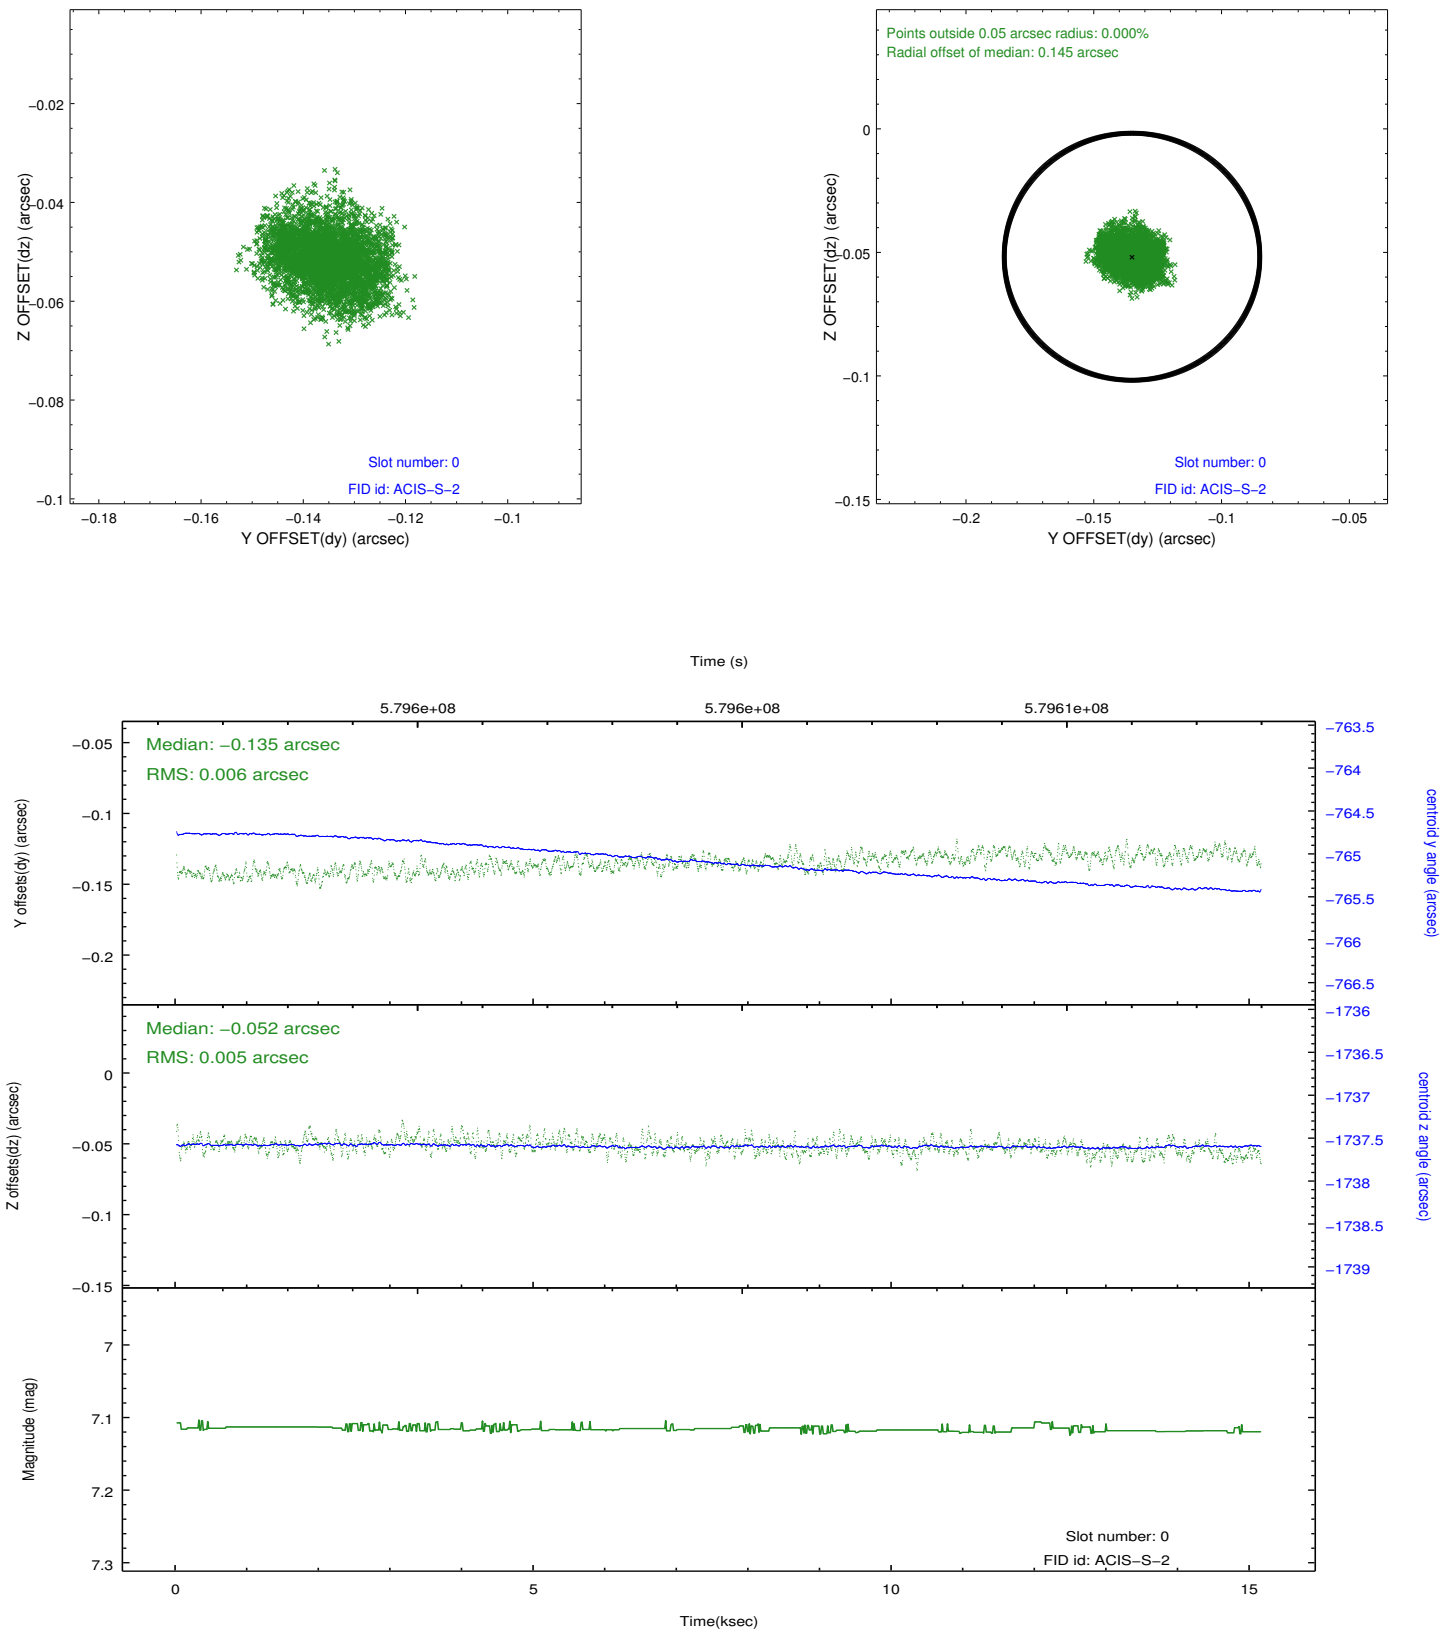 −0.02
−0.04
−0.06
−0.08
−0.1
Z OFFSET(dz) (arcsec)
Slot number: 0
FID id: ACIS−S−2
−0.18
−0.16
−0.14
−0.12
−0.1
Y OFFSET(dy) (arcsec)
Points outside 0.05 arcsec radius: 0.000%
Radial offset of median: 0.145 arcsec
0
−0.05
−0.1
−0.15
Z OFFSET(dz) (arcsec)
Slot number: 0
FID id: ACIS−S−2
−0.2
−0.15
−0.1
−0.05
Y OFFSET(dy) (arcsec)
Time (s)
5.796e+08
5.796e+08
5.7961e+08
Median: −0.135 arcsec
RMS: 0.006 arcsec
−0.05
−0.1
−0.15
−0.2
Y offsets(dy) (arcsec)
−763.5
−764
−764.5
−765
−765.5
−766
−766.5
centroid y angle (arcsec)
Median: −0.052 arcsec
RMS: 0.005 arcsec
0
−0.05
−0.1
−0.15
Z offsets(dz) (arcsec)
−1736
−1736.5
−1737
−1737.5
−1738
−1738.5
−1739
centroid z angle (arcsec)
7
7.1
7.2
7.3
Magnitude (mag)
Slot number: 0
FID id: ACIS−S−2
0
5
10
15
Time(ksec)